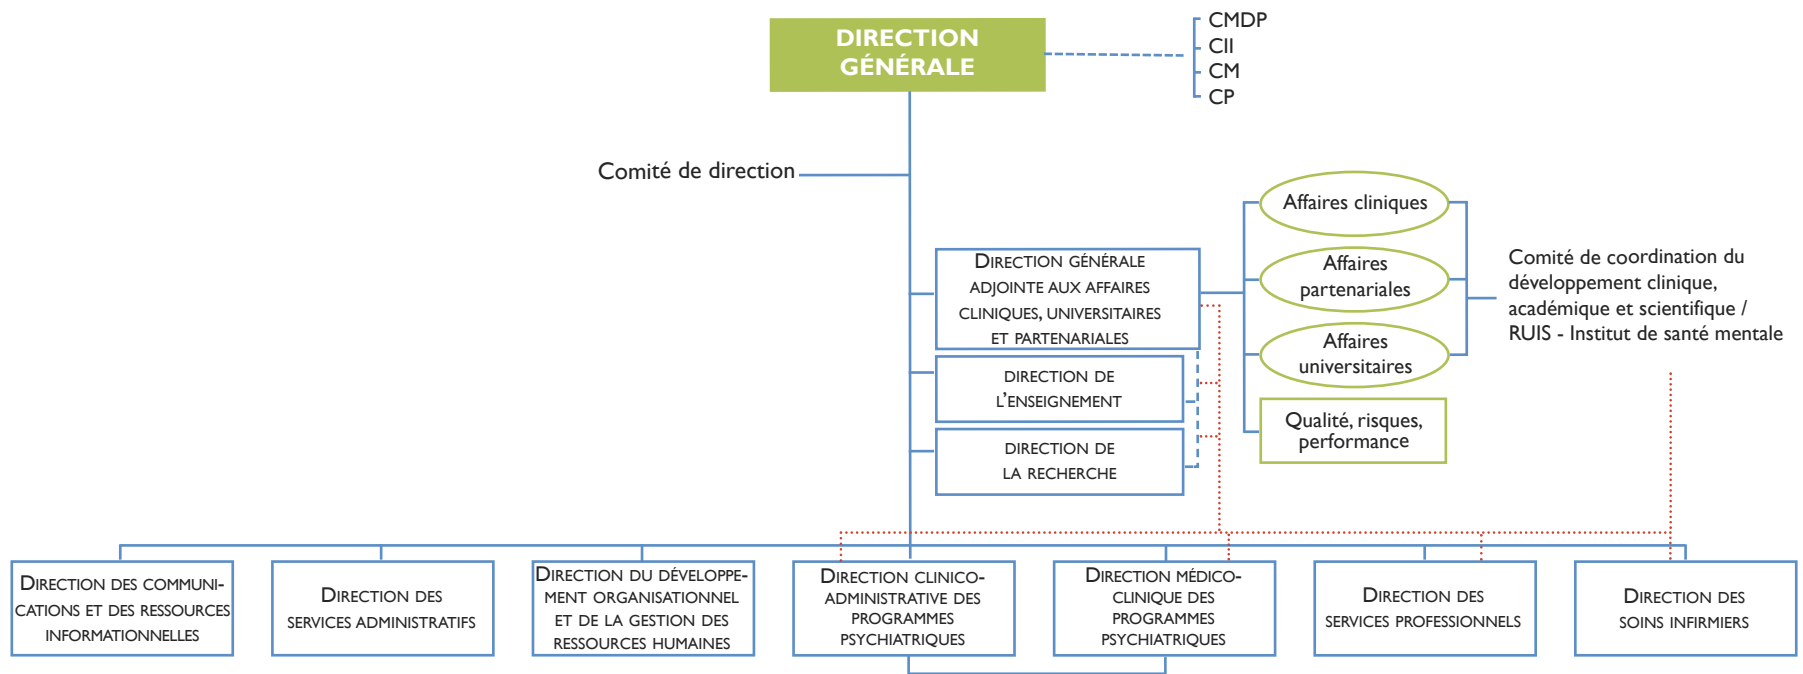 DIRECTION
GÉNÉRALE
CMDP
CII
CM
CP
Comité de direction
DIRECTION GÉNÉRALE
ADJOINTE AUX AFFAIRES
CLINIQUES, UNIVERSITAIRES
ET PARTENARIALES
Affaires cliniques
Affaires
partenariales
Affaires
universitaires
Qualité, risques,
performance
Comité de coordination du
développement clinique,
académique et scientifique /
RUIS - Institut de santé mentale
DIRECTION DE
L'ENSEIGNEMENT
DIRECTION DE
LA RECHERCHE
DIRECTION DES COMMUNI-
CATIONS ET DES RESSOURCES
INFORMATIONNELLES
DIRECTION DES
SERVICES ADMINISTRATIFS
DIRECTION DU DÉVELOPPE-
MENT ORGANISATIONNEL
ET DE LA GESTION DES
RESSOURCES HUMAINES
DIRECTION CLINICO-
ADMINISTRATIVE DES
PROGRAMMES
PSYCHIATRIQUES
DIRECTION MÉDICO-
CLINIQUE DES
PROGRAMMES
PSYCHIATRIQUES
DIRECTION DES
SERVICES PROFESSIONNELS
DIRECTION DES
SOINS INFIRMIERS